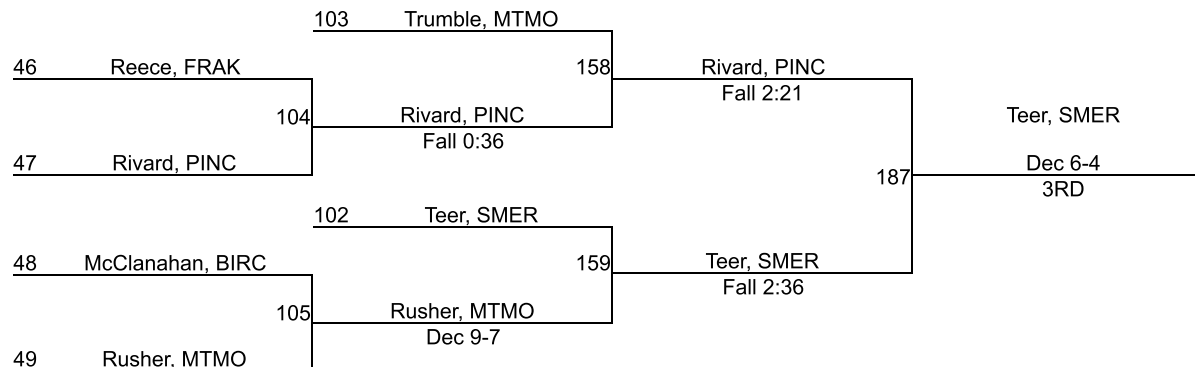 103 Trumble, MTMO
46 Reece, FRAK
158 Rivard, PINC
Fall 2:21
104 Rivard, PINC
Fall 0:36
Teer, SMER
47 Rivard, PINC
187 Dec 6-4
3RD
102 Teer, SMER
48 McClanahan, BIRC
159 Teer, SMER
Fall 2:36
105 Rusher, MTMO
Dec 9-7
49 Rusher, MTMO